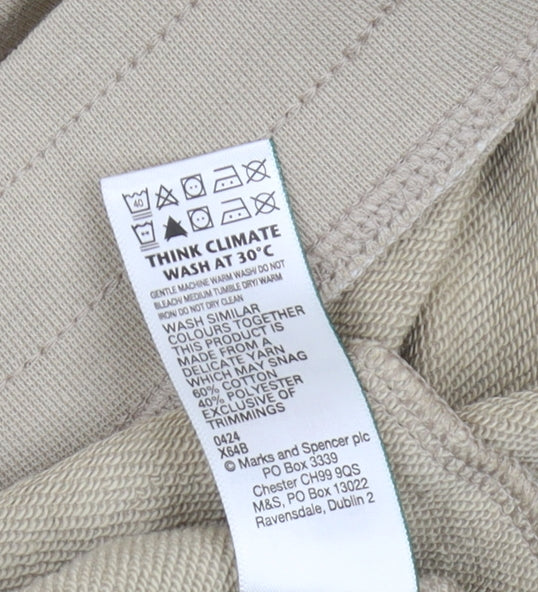 40
THINK CLIMATE
WASH AT 30°C
GENTLE MACHINE WARM WASH/ DO NOT
BLEACH/ MEDIUM TUMBLE DRY/ WARM
IRON/ DO NOT DRY CLEAN
WASH SIMILAR
COLOURS TOGETHER
THIS PRODUCT IS
MADE FROM A
DELICATE YARN
WHICH MAY SNAG
60% COTTON
40% POLYESTER
EXCLUSIVE OF
TRIMMINGS
0424
X64B
© Marks and Spencer plc
PO Box 3339
Chester CH99 9QS
M&S, PO Box 13022
Ravensdale, Dublin 2